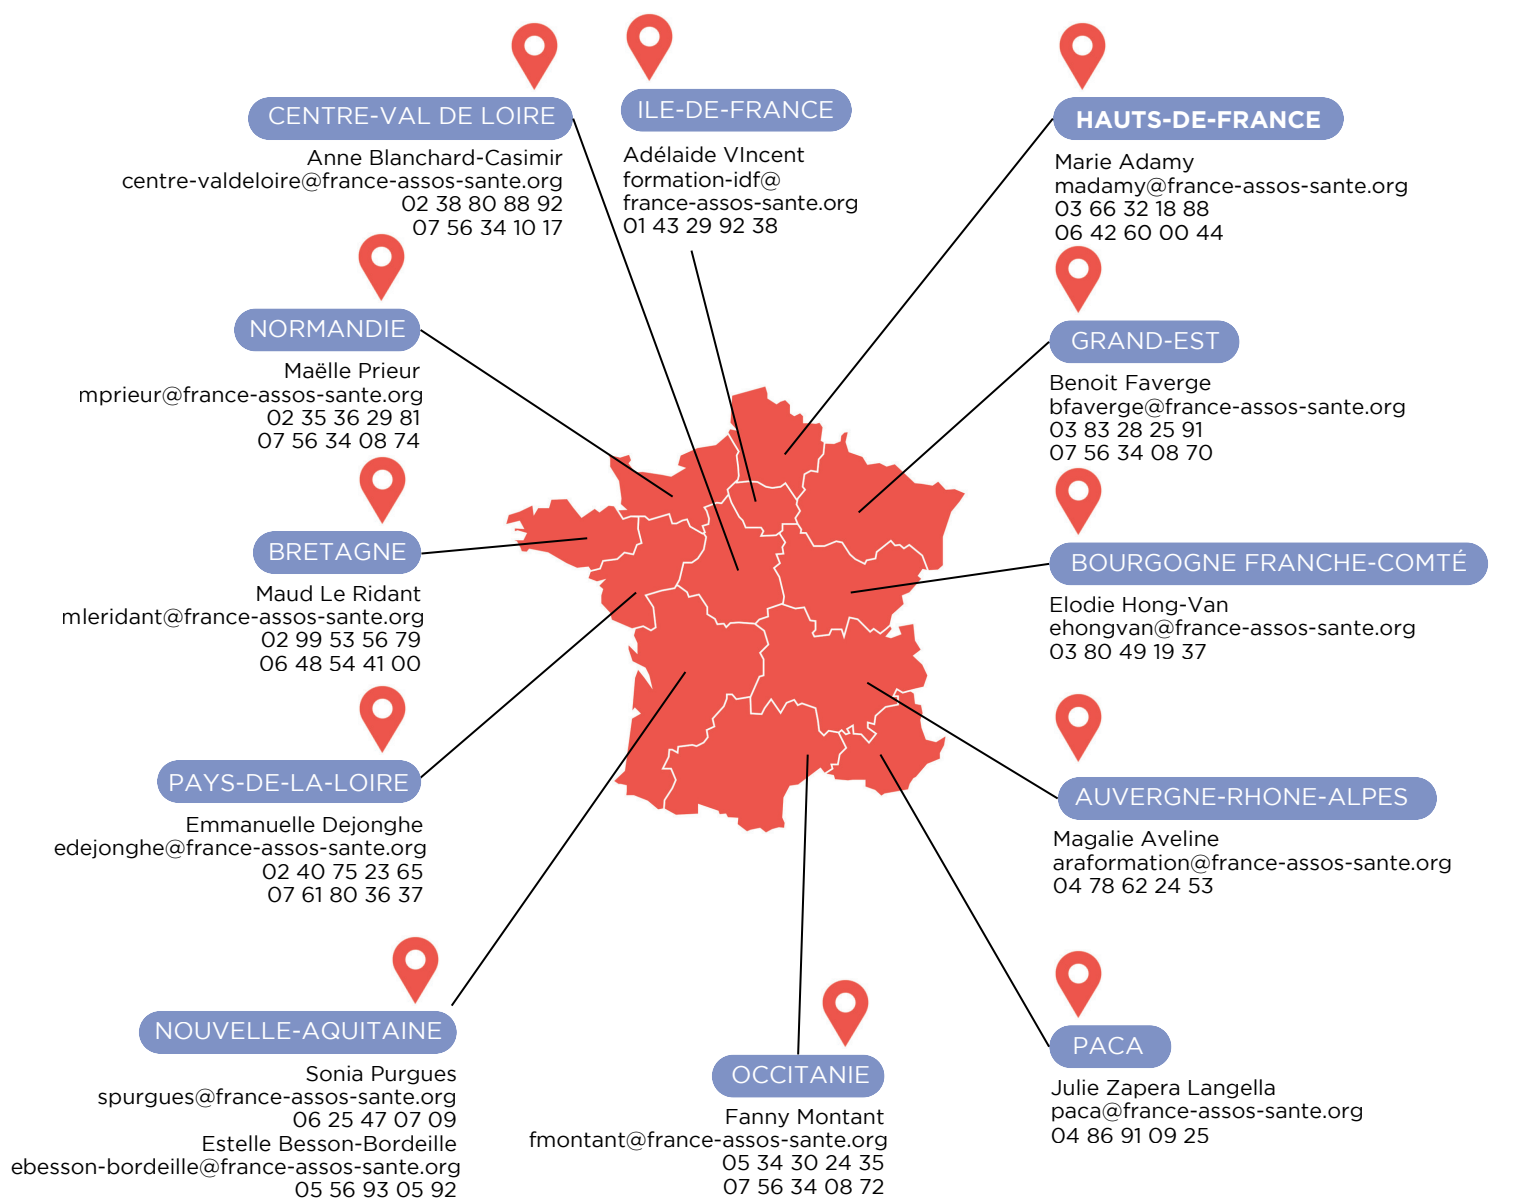 CENTRE-VAL DE LOIRE
Anne Blanchard-Casimir
centre-valdeloire@france-assos-sante.org
02 38 80 88 92
07 56 34 10 17
ILE-DE-FRANCE
Adélaide VIncent
formation-idf@
france-assos-sante.org
01 43 29 92 38
HAUTS-DE-FRANCE
Marie Adamy
madamy@france-assos-sante.org
03 66 32 18 88
06 42 60 00 44
NORMANDIE
Maëlle Prieur
mprieur@france-assos-sante.org
02 35 36 29 81
07 56 34 08 74
GRAND-EST
Benoit Faverge
bfaverge@france-assos-sante.org
03 83 28 25 91
07 56 34 08 70
BRETAGNE
Maud Le Ridant
mleridant@france-assos-sante.org
02 99 53 56 79
06 48 54 41 00
BOURGOGNE FRANCHE-COMTÉ
Elodie Hong-Van
ehongvan@france-assos-sante.org
03 80 49 19 37
PAYS-DE-LA-LOIRE
Emmanuelle Dejonghe
edejonghe@france-assos-sante.org
02 40 75 23 65
07 61 80 36 37
AUVERGNE-RHONE-ALPES
Magalie Aveline
araformation@france-assos-sante.org
04 78 62 24 53
NOUVELLE-AQUITAINE
Sonia Purgues
spurgues@france-assos-sante.org
06 25 47 07 09
Estelle Besson-Bordeille
ebesson-bordeille@france-assos-sante.org
05 56 93 05 92
OCCITANIE
Fanny Montant
fmontant@france-assos-sante.org
05 34 30 24 35
07 56 34 08 72
PACA
Julie Zapera Langella
paca@france-assos-sante.org
04 86 91 09 25